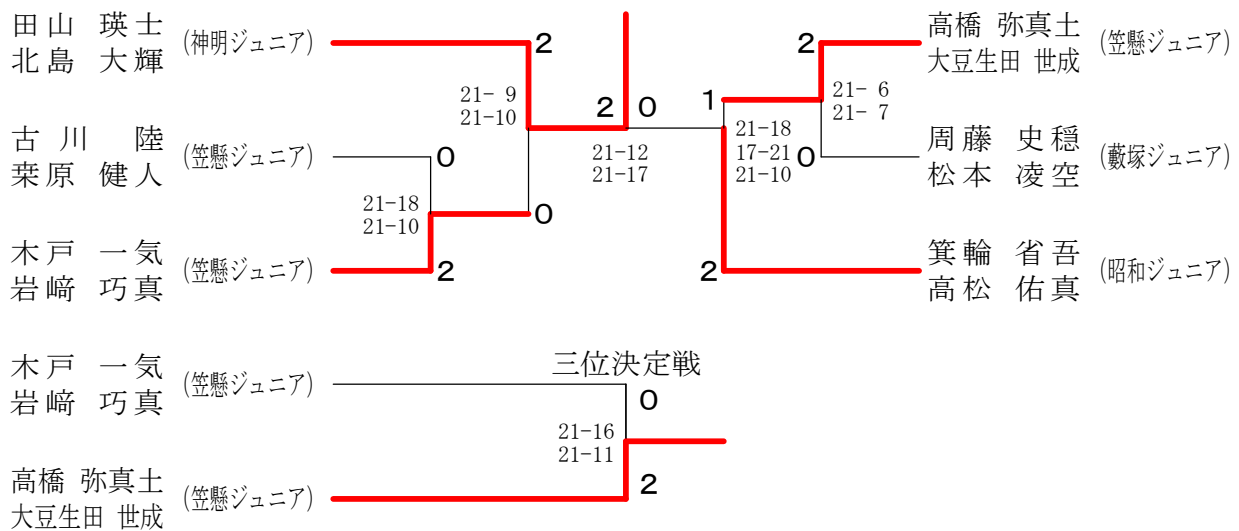 田山 瑛士
北島 大輝
(神明ジュニア)
2
21- 9
21-10
2 0
21-12
21-17
古川 陸
桒原 健人
(笠懸ジュニア)
0
21-18
21-10
0
木戸 一気
岩﨑 巧真
(笠懸ジュニア)
2
高橋 弥真土
大豆生田 世成
(笠懸ジュニア)
2
21- 6
21- 7
1
21-18
17-21
21-10
周藤 史穏
松本 凌空
(藪塚ジュニア)
0
箕輪 省吾
高松 佑真
(昭和ジュニア)
2
三位決定戦
木戸 一気
岩﨑 巧真
(笠懸ジュニア)
0
21-16
21-11
高橋 弥真土
大豆生田 世成
(笠懸ジュニア)
2